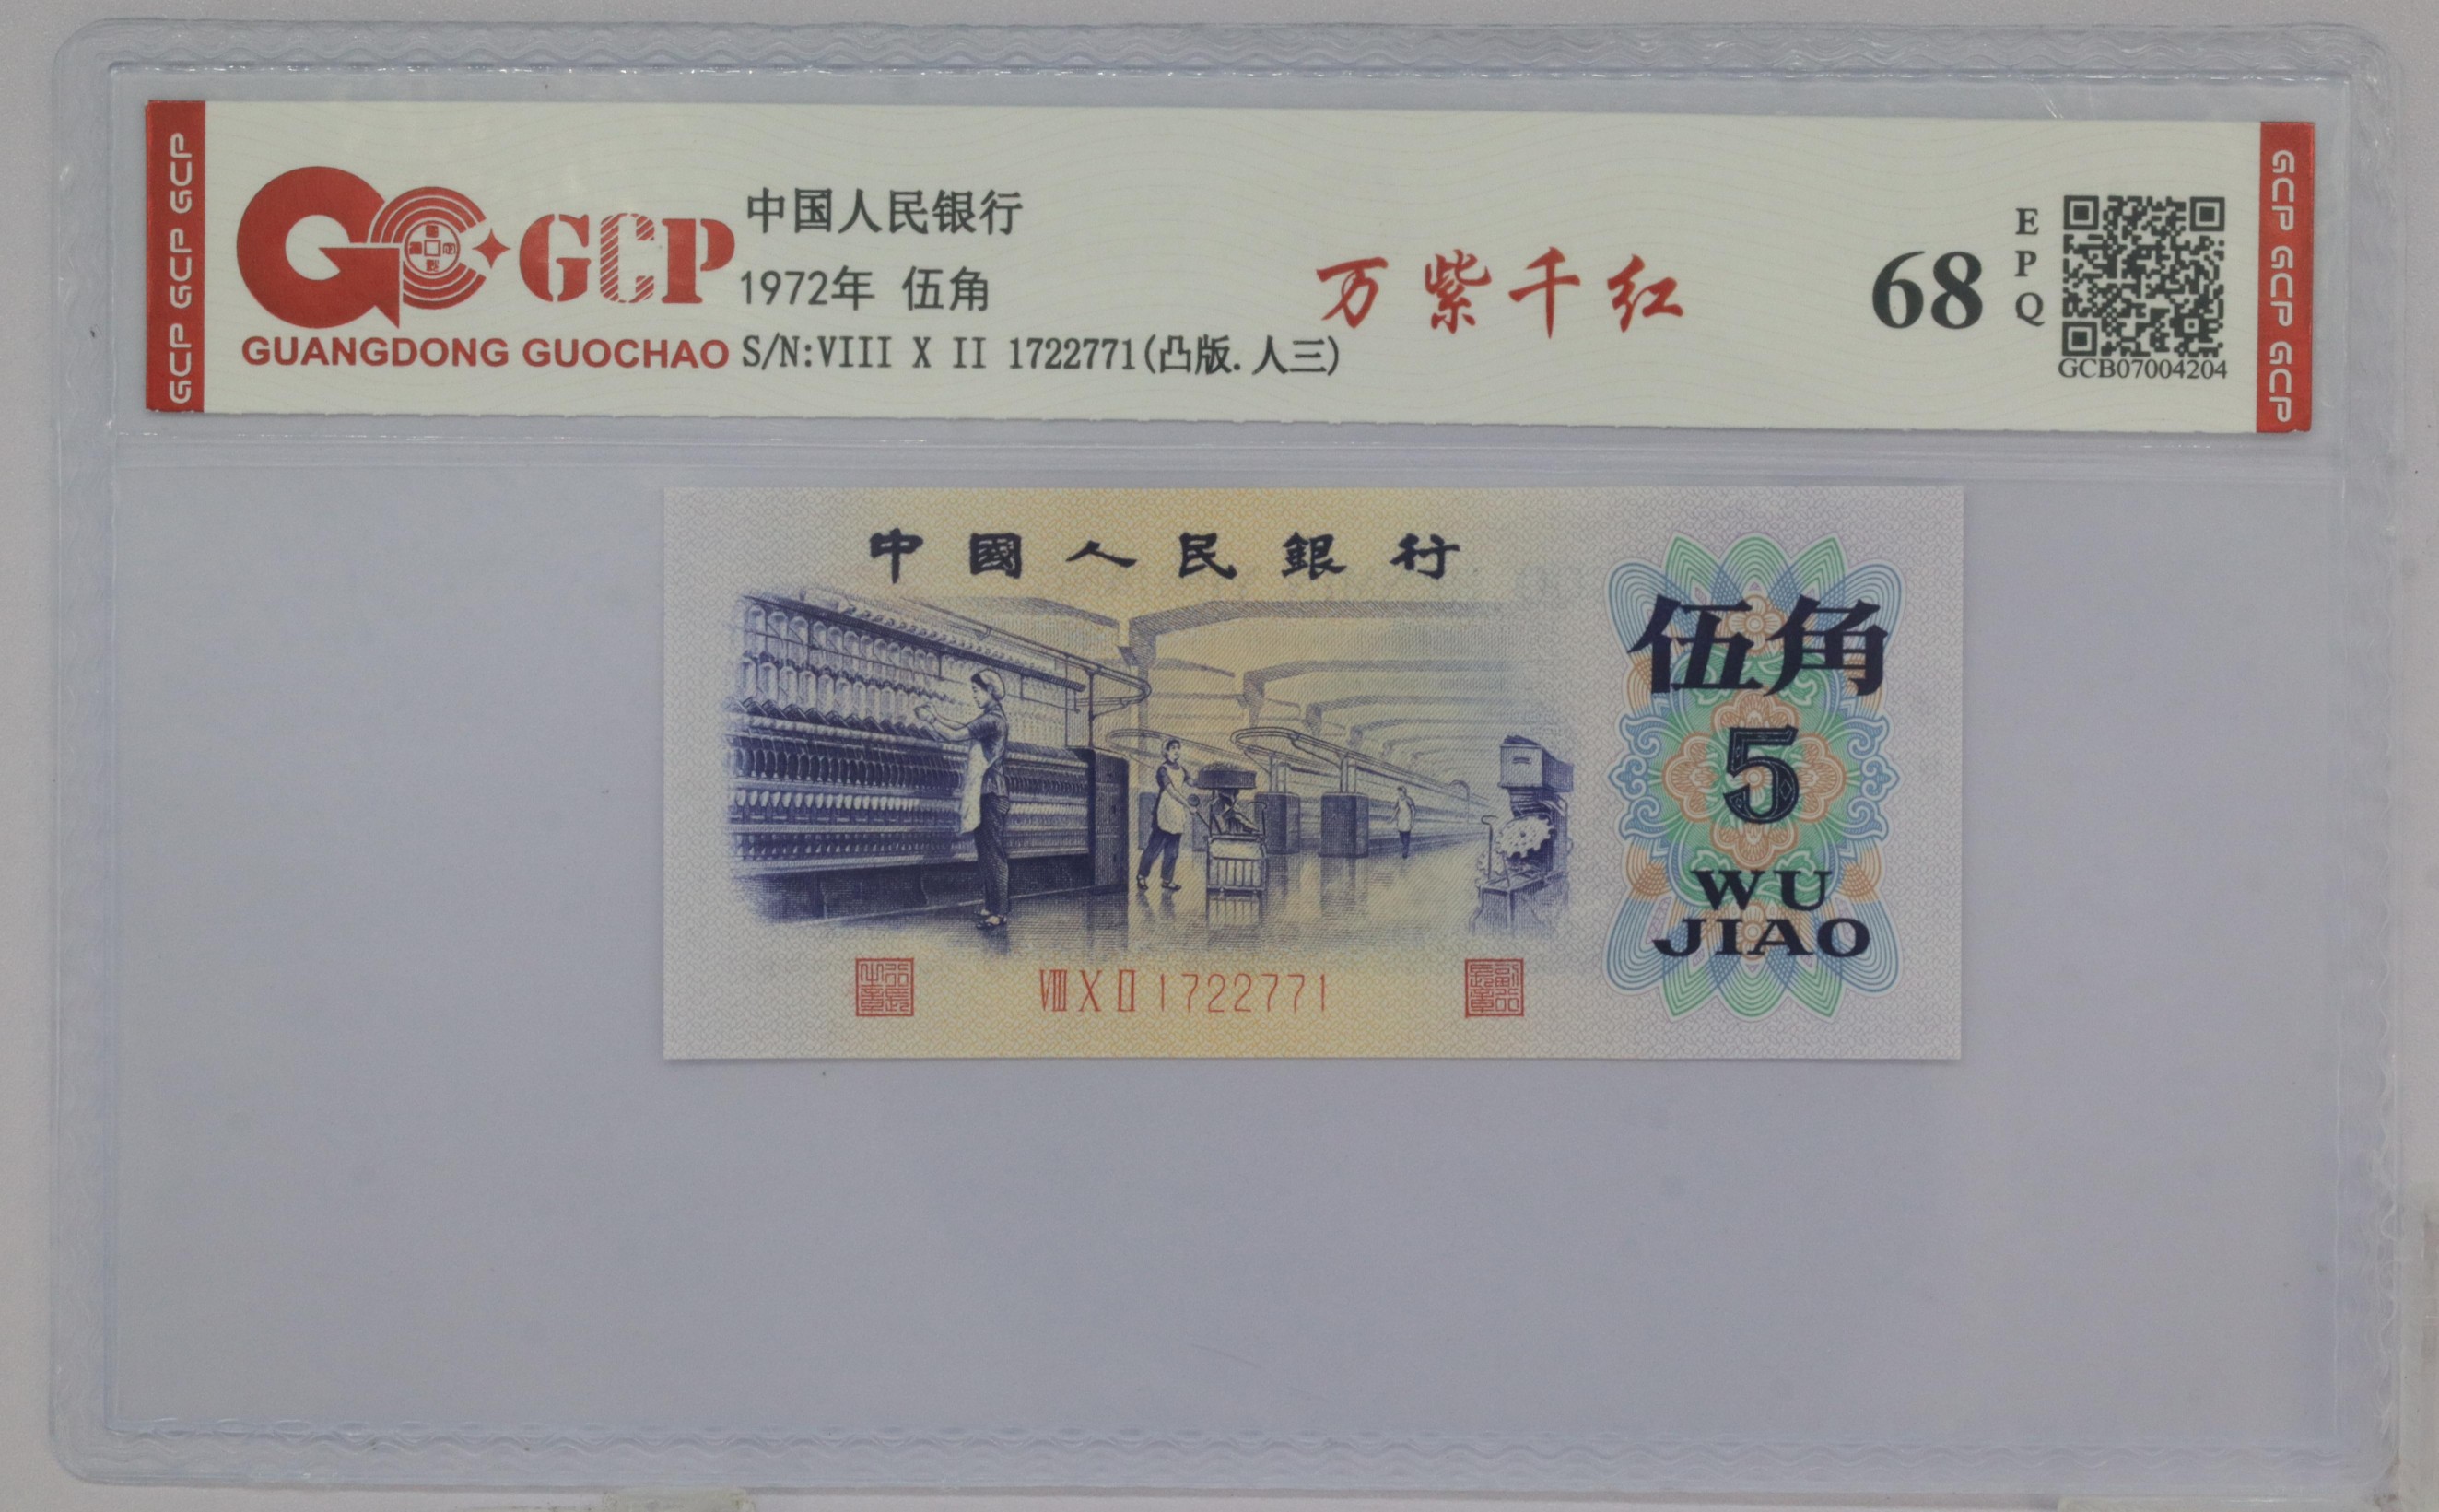 GCP GCP GCP
GCP
GUANGDONG GUOCHAO
中国人民银行
1972年 伍角
S/N:VIII X II 1722771(凸版.人三)
万紫千红
68
EPQ
GCB07004204
GCP GCP GCP
中國人民銀行
伍角
5
WU
JIAO
VIII X II 1722771